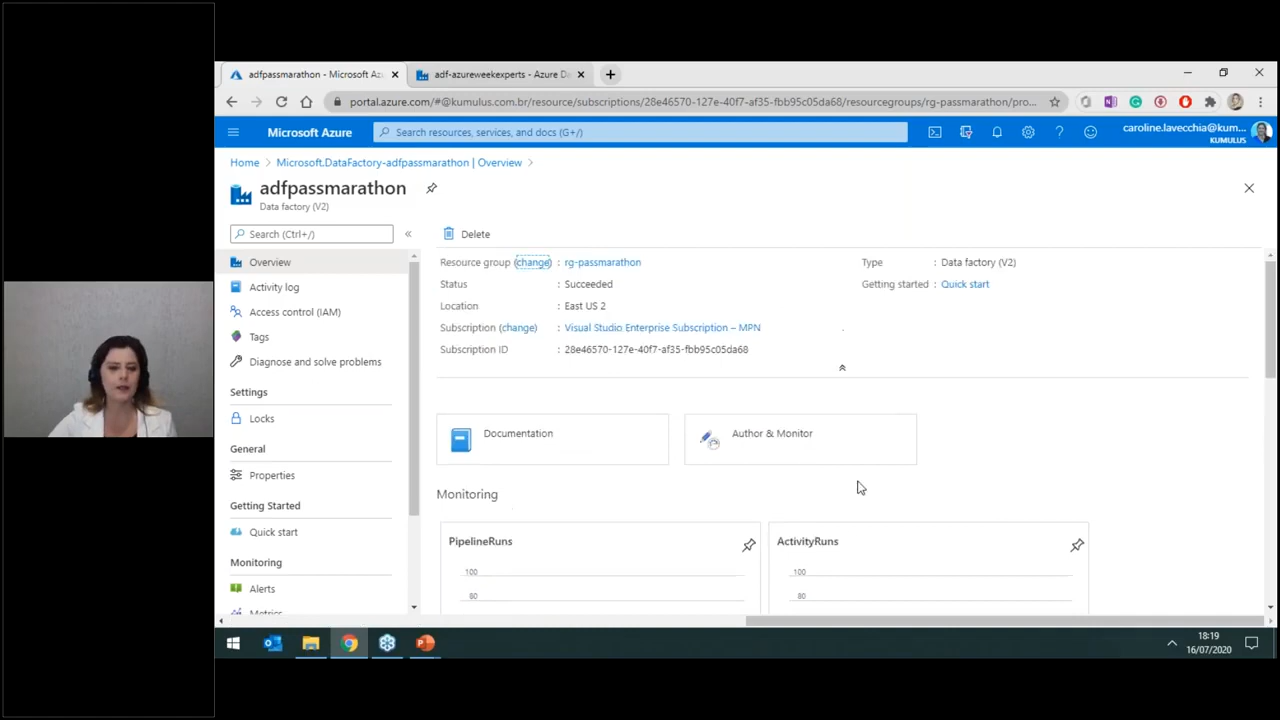 adfpassmarathon - Microsoft Az
adf-azureweekexperts - Azure Da
portal.azure.com/#@kumulus.com.br/resource/subscriptions/28e46570-127e-40f7-af35-fbb95c05da68/resourcegroups/rg-passmarathon/pro...
Microsoft Azure
Search resources, services, and docs (G+/)
caroline.lavecchia@kum...
KUMULUS
Home > Microsoft.DataFactory-adfpassmarathon | Overview >
adfpassmarathon
Data factory (V2)
Search (Ctrl+/)
«
Delete
Overview
Activity log
Access control (IAM)
Tags
Diagnose and solve problems
Settings
Locks
General
Properties
Getting Started
Quick start
Monitoring
Alerts
Metrics
Resource group (change) : rg-passmarathon
Status : Succeeded
Location : East US 2
Subscription (change) : Visual Studio Enterprise Subscription – MPN
Subscription ID : 28e46570-127e-40f7-af35-fbb95c05da68
Type : Data factory (V2)
Getting started : Quick start
Documentation
Author & Monitor
Monitoring
PipelineRuns
100
80
ActivityRuns
100
80
18:19
16/07/2020